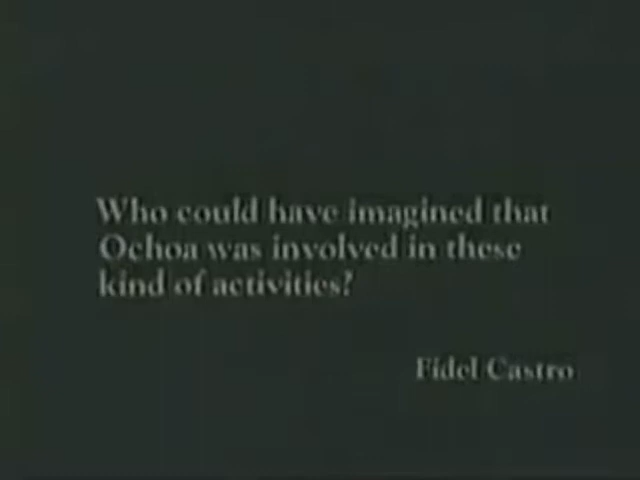 Who could have imagined that
Ochoa was involved in these
kind of activities?
Fidel Castro